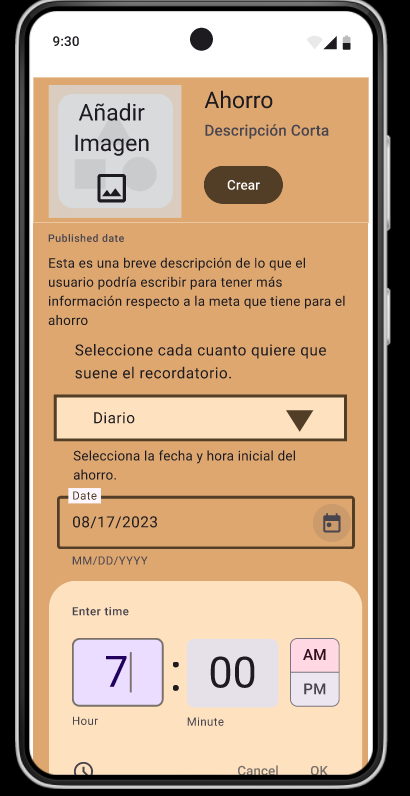 9:30
Añadir
Imagen
Ahorro
Descripción Corta
Crear
Published date
Esta es una breve descripción de lo que el
usuario podría escribir para tener más
información respecto a la meta que tiene para el
ahorro
Seleccione cada cuanto quiere que
suene el recordatorio.
Diario
Selecciona la fecha y hora inicial del
ahorro.
Date
08/17/2023
MM/DD/YYYY
Enter time
7 : 00
AM
PM
Hour
Minute
Cancel
OK